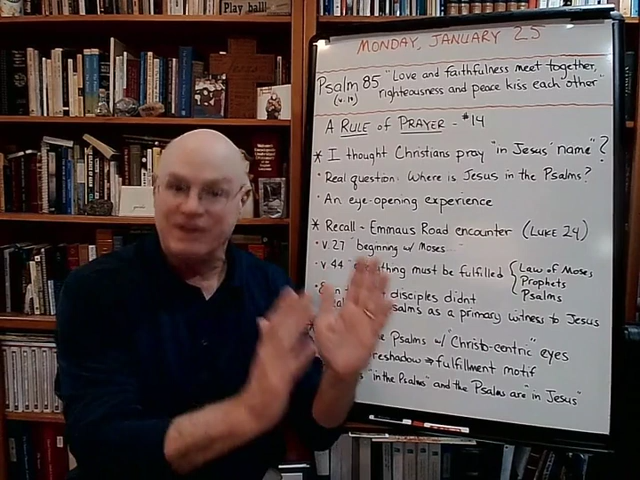 Play ball!
MONDAY, JANUARY 25
Psalm 85 "Love and faithfulness meet together,
(v. 10) righteousness and peace kiss each other"
A RULE of PRAYER - #14
* I thought Christians pray "in Jesus' name"?
· Real question: Where is Jesus in the Psalms?
· An eye-opening experience
* Recall - Emmaus Road encounter (LUKE 24)
· v. 27 "beginning w/ Moses
· v 44 must be fulfilled { Law of Moses
Prophets
Psalms
disciples didnt
as a primary witness to Jesus
Psalms w/ "Christo-centric" eyes
fulfillment motif
"in the Psalms" and the Psalms are "in Jesus"